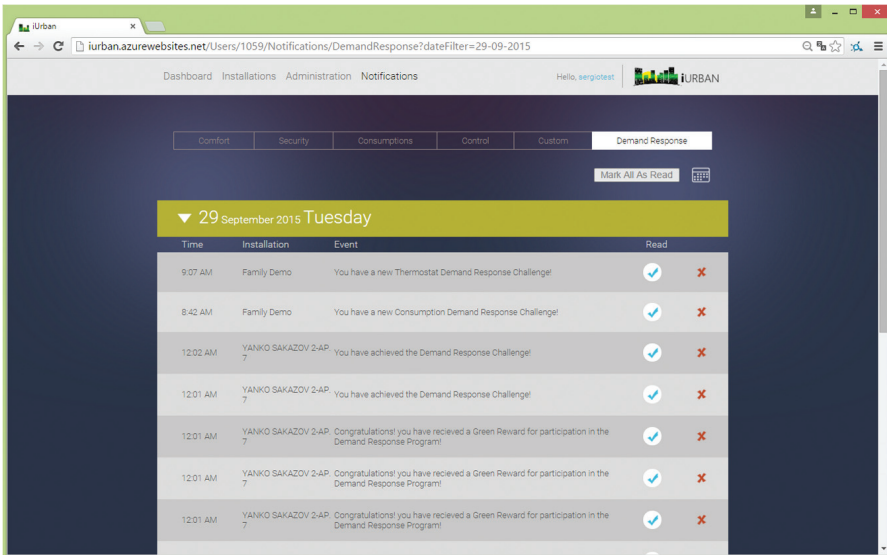 iUrban
iurban.azurewebsites.net/Users/1059/Notifications/DemandResponse?dateFilter=29-09-2015
Dashboard Installations Administration Notifications Hello, sergiotest iURBAN
Comfort Security Consumptions Control Custom Demand Response
Mark All As Read
29 September 2015 Tuesday
Time Installation Event Read
9:07 AM Family Demo You have a new Thermostat Demand Response Challenge!
8:42 AM Family Demo You have a new Consumption Demand Response Challenge!
12:02 AM YANKO SAKAZOV 2-AP. You have achieved the Demand Response Challenge!
7
12:01 AM YANKO SAKAZOV 2-AP. You have achieved the Demand Response Challenge!
7
12:01 AM YANKO SAKAZOV 2-AP. Congratulations! you have recieved a Green Reward for participation in the
7 Demand Response Program!
12:01 AM YANKO SAKAZOV 2-AP. Congratulations! you have recieved a Green Reward for participation in the
7 Demand Response Program!
12:01 AM YANKO SAKAZOV 2-AP. Congratulations! you have recieved a Green Reward for participation in the
7 Demand Response Program!